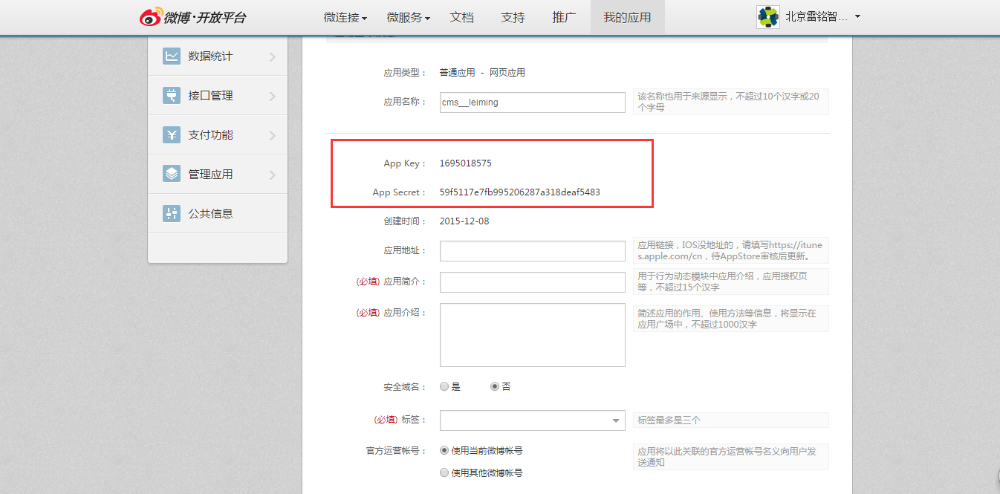 微博·开放平台 微连接 微服务 文档 支持 推广 我的应用 北京雷铭智...
数据统计
接口管理
支付功能
管理应用
公共信息
应用类型： 普通应用 - 网页应用
应用名称： cms__leiming
该名称也用于来源显示，不超过10个汉字或20
个字母
App Key： 1695018575
App Secret： 59f5117e7fb995206287a318deaf5483
创建时间： 2015-12-08
应用地址：
应用链接，IOS没地址的，请填写https://itune
s.apple.com/cn，待AppStore审核后更新。
(必填) 应用简介：
用于行为动态模块中应用介绍，应用授权页
等，不超过15个汉字
(必填) 应用介绍：
简述应用的作用、使用方法等信息，将显示在
应用广场中，不超过1000汉字
安全域名： 是 否
(必填) 标签： 标签最多是三个
官方运营帐号： 使用当前微博帐号
使用其他微博帐号
应用将以此关联的官方运营帐号名义向用户发
送通知